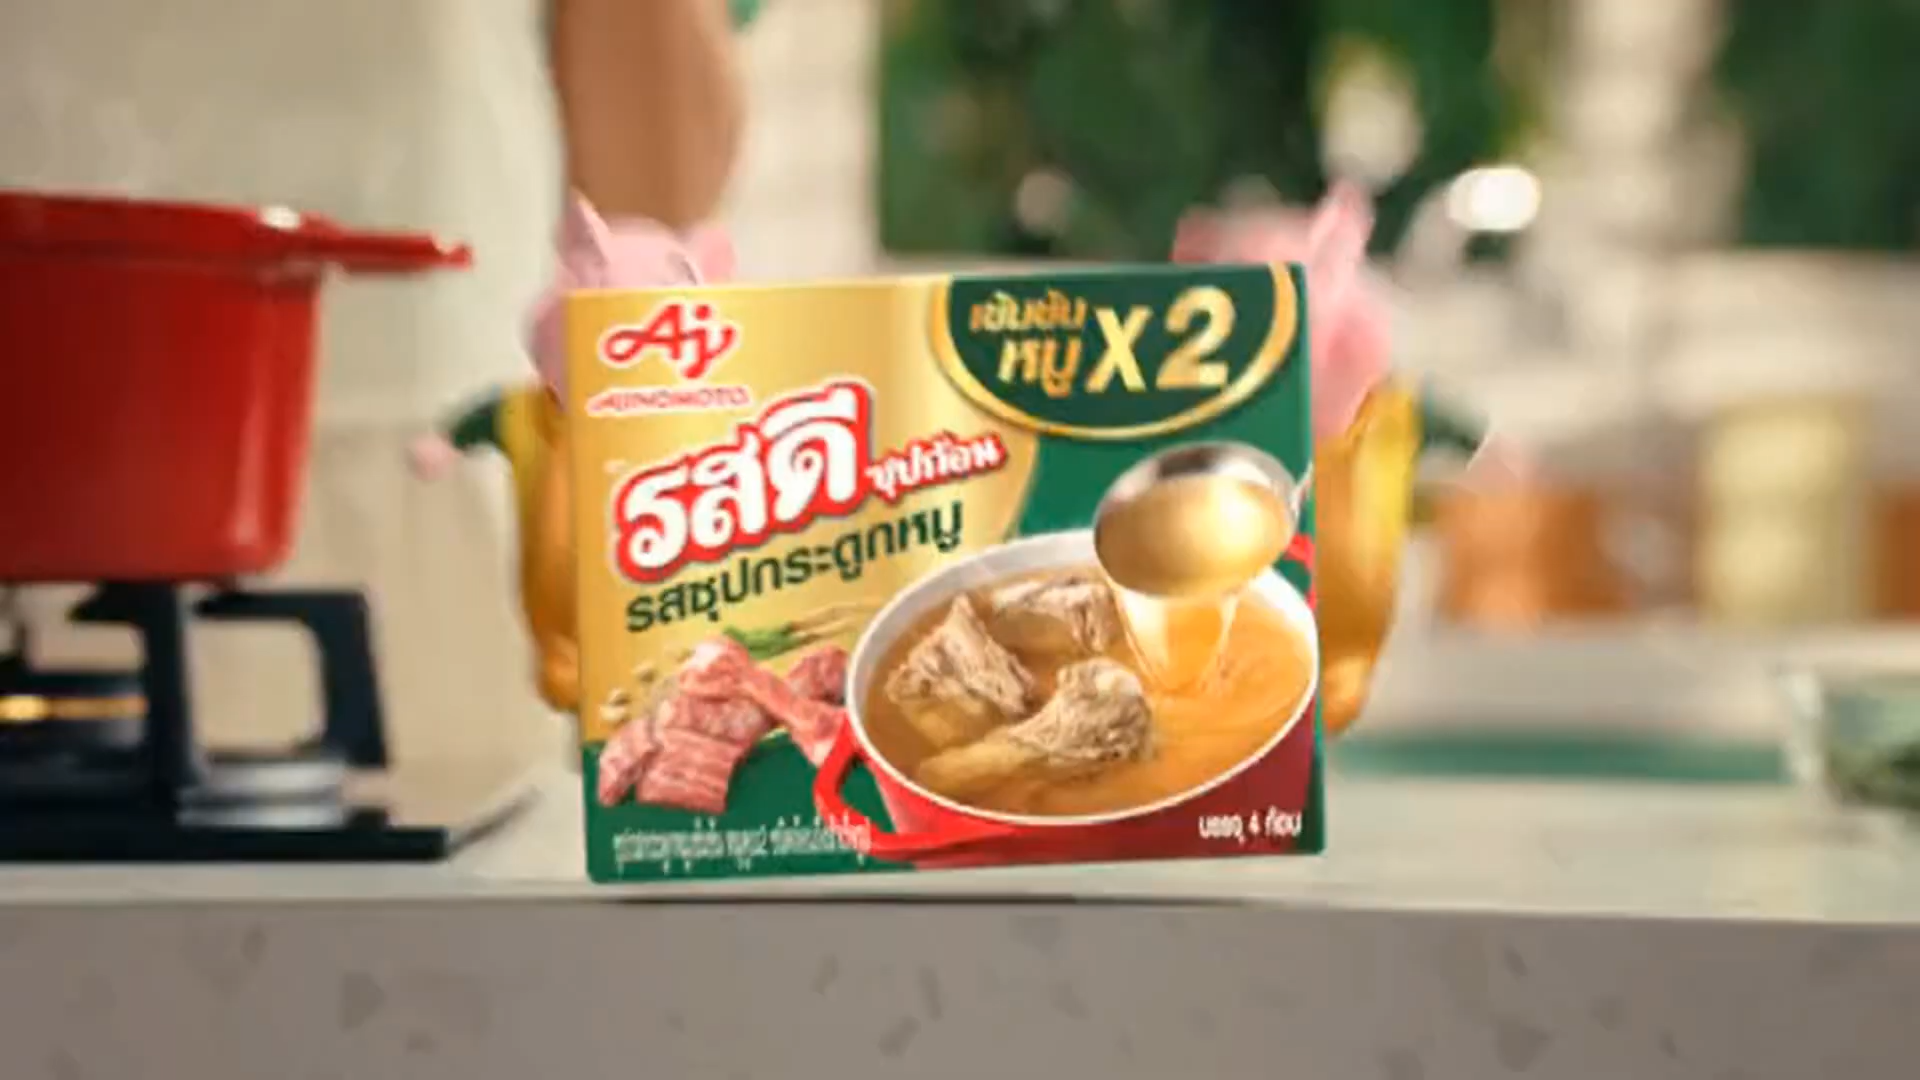 Aj
AJINOMOTO
เข้มข้น
หมู X2
รสดี ซุปก้อน
รสซุปกระดูกหมู
บรรจุ 4 ก้อน